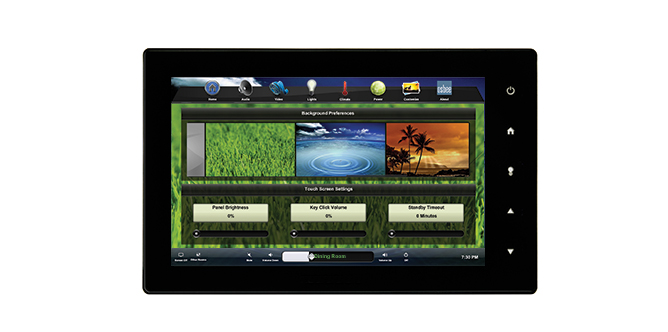 Home Audio Video Lights Climate Power Customize About
Background Preferences
Touch Screen Settings
Panel Brightness Key Click Volume Standby Timeout
0% 0% 0 Minutes
Dining Room
7:30 PM